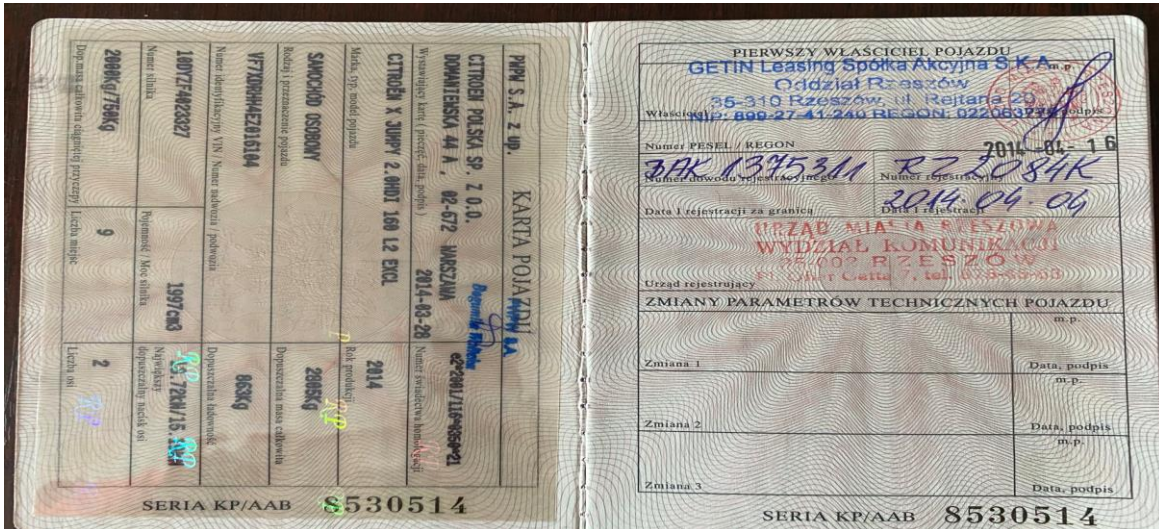 KARTA POJAZDU
PWPW S.A. Z UP.
CITROEN POLSKA SP. Z O.O.
DOMANIEWSKA 44 A, 02-672 WARSZAWA
2014-03-28
Wystawiający kartę (pieczęć, data, podpis)
Numer świadectwa homologacji
CITROËN X JUMPY 2.0HDI 160 L2 EXCL
2014
Marka, typ, model pojazdu
Rok produkcji
SAMOCHÓD OSOBOWY
Rodzaj i przeznaczenie pojazdu
Dopuszczalna masa całkowita
863Kg
Numer identyfikacyjny VIN / Numer nadwozia / podwozia
Dopuszczalna ładowność
1997cm3
Numer silnika
Pojemność / Moc silnika
Największy dopuszczalny nacisk osi
2000Kg/750Kg
9
2
Dop.masa całkowita ciągniętej przyczepy
Liczba miejsc
Liczba osi
SERIA KP/AAB 8530514
PIERWSZY WŁAŚCICIEL POJAZDU
m.p.
GETIN Leasing Spółka Akcyjna S.K.A.
Oddział Rzeszów
35-310 Rzeszów, ul. Rejtana 20
NIP: 899-27-41-240 REGON:
Właściciel
podpis
Numer PESEL / REGON
2014 -04- 16
BAK 1375311
RZ 2084K
Numer dowodu rejestracyjnego
Numer rejestracyjny
2014.04.04
Data I rejestracji za granicą
Data I rejestracji
URZĄD MIASTA RZESZOWA
WYDZIAŁ KOMUNIKACJI
35-002 RZESZÓW
Urząd rejestrujący
ZMIANY PARAMETRÓW TECHNICZNYCH POJAZDU
m.p.
Zmiana 1
Data, podpis
m.p.
Zmiana 2
Data, podpis
m.p.
Zmiana 3
Data, podpis
SERIA KP/AAB 8530514